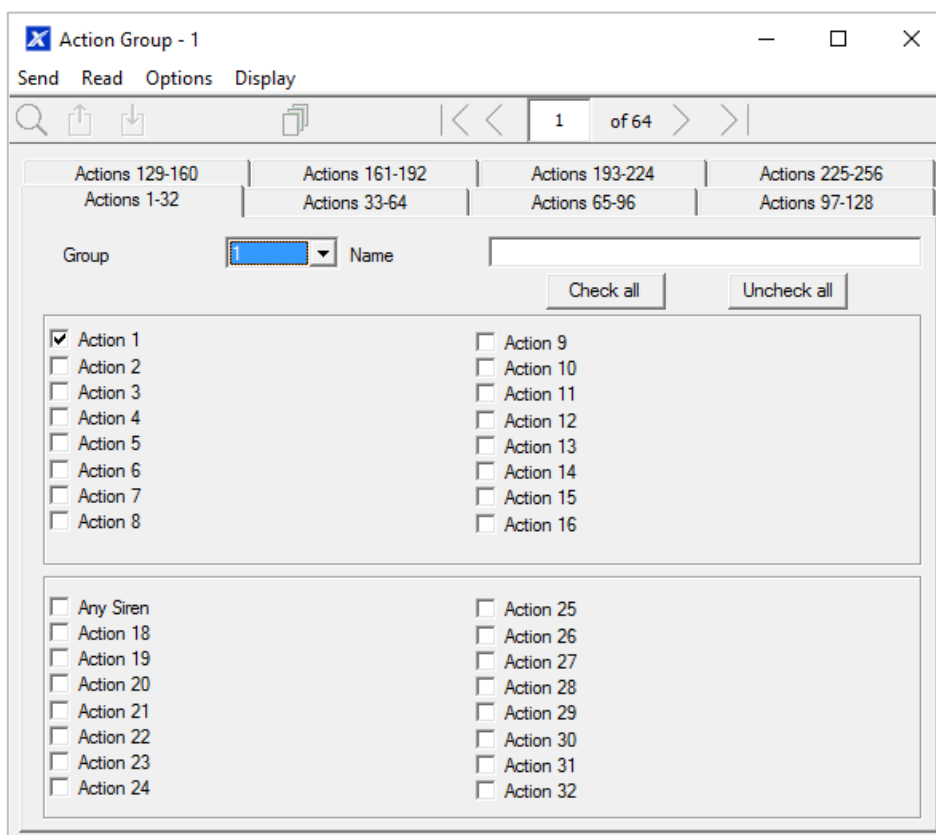 Action Group - 1
Send Read Options Display
1 of 64
Actions 129-160 Actions 161-192 Actions 193-224 Actions 225-256
Actions 1-32 Actions 33-64 Actions 65-96 Actions 97-128
Group 1 Name
Check all Uncheck all
Action 1
Action 2
Action 3
Action 4
Action 5
Action 6
Action 7
Action 8
Action 9
Action 10
Action 11
Action 12
Action 13
Action 14
Action 15
Action 16
Any Siren
Action 18
Action 19
Action 20
Action 21
Action 22
Action 23
Action 24
Action 25
Action 26
Action 27
Action 28
Action 29
Action 30
Action 31
Action 32